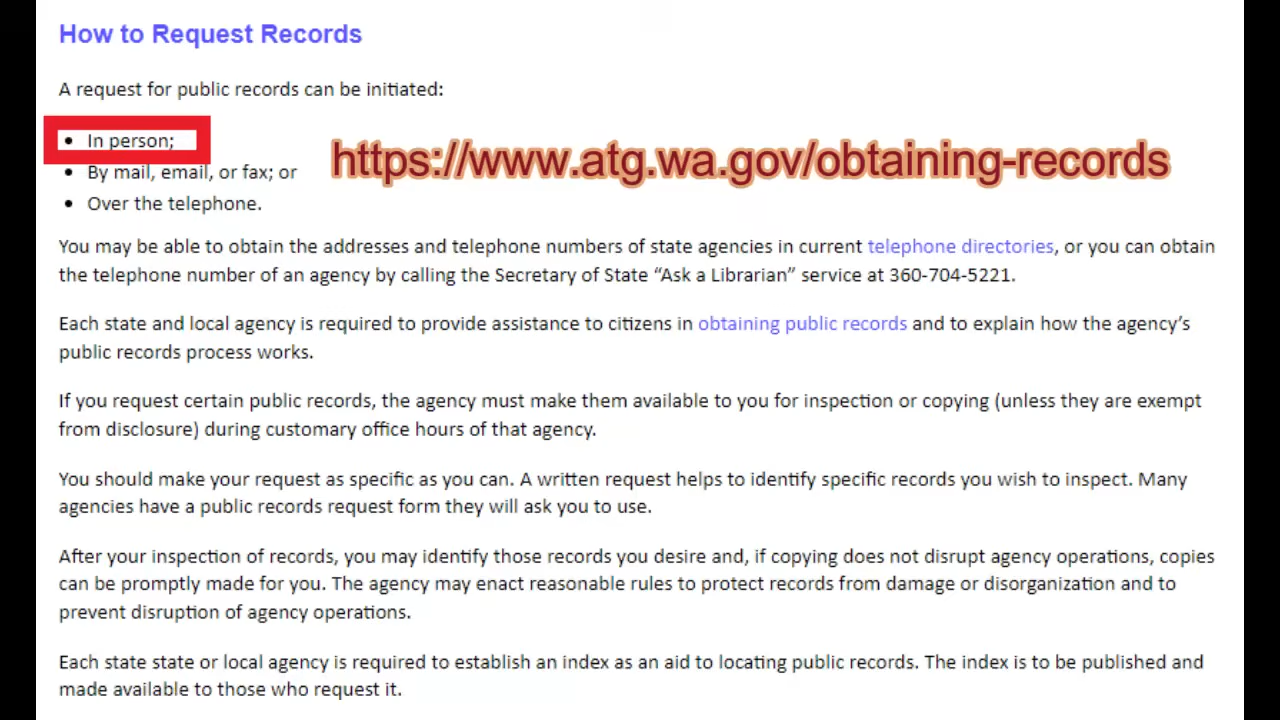 How to Request Records
A request for public records can be initiated:
• In person;
https://www.atg.wa.gov/obtaining-records
• By mail, email, or fax; or
• Over the telephone.
You may be able to obtain the addresses and telephone numbers of state agencies in current telephone directories, or you can obtain
the telephone number of an agency by calling the Secretary of State “Ask a Librarian” service at 360-704-5221.
Each state and local agency is required to provide assistance to citizens in obtaining public records and to explain how the agency’s
public records process works.
If you request certain public records, the agency must make them available to you for inspection or copying (unless they are exempt
from disclosure) during customary office hours of that agency.
You should make your request as specific as you can. A written request helps to identify specific records you wish to inspect. Many
agencies have a public records request form they will ask you to use.
After your inspection of records, you may identify those records you desire and, if copying does not disrupt agency operations, copies
can be promptly made for you. The agency may enact reasonable rules to protect records from damage or disorganization and to
prevent disruption of agency operations.
Each state state or local agency is required to establish an index as an aid to locating public records. The index is to be published and
made available to those who request it.